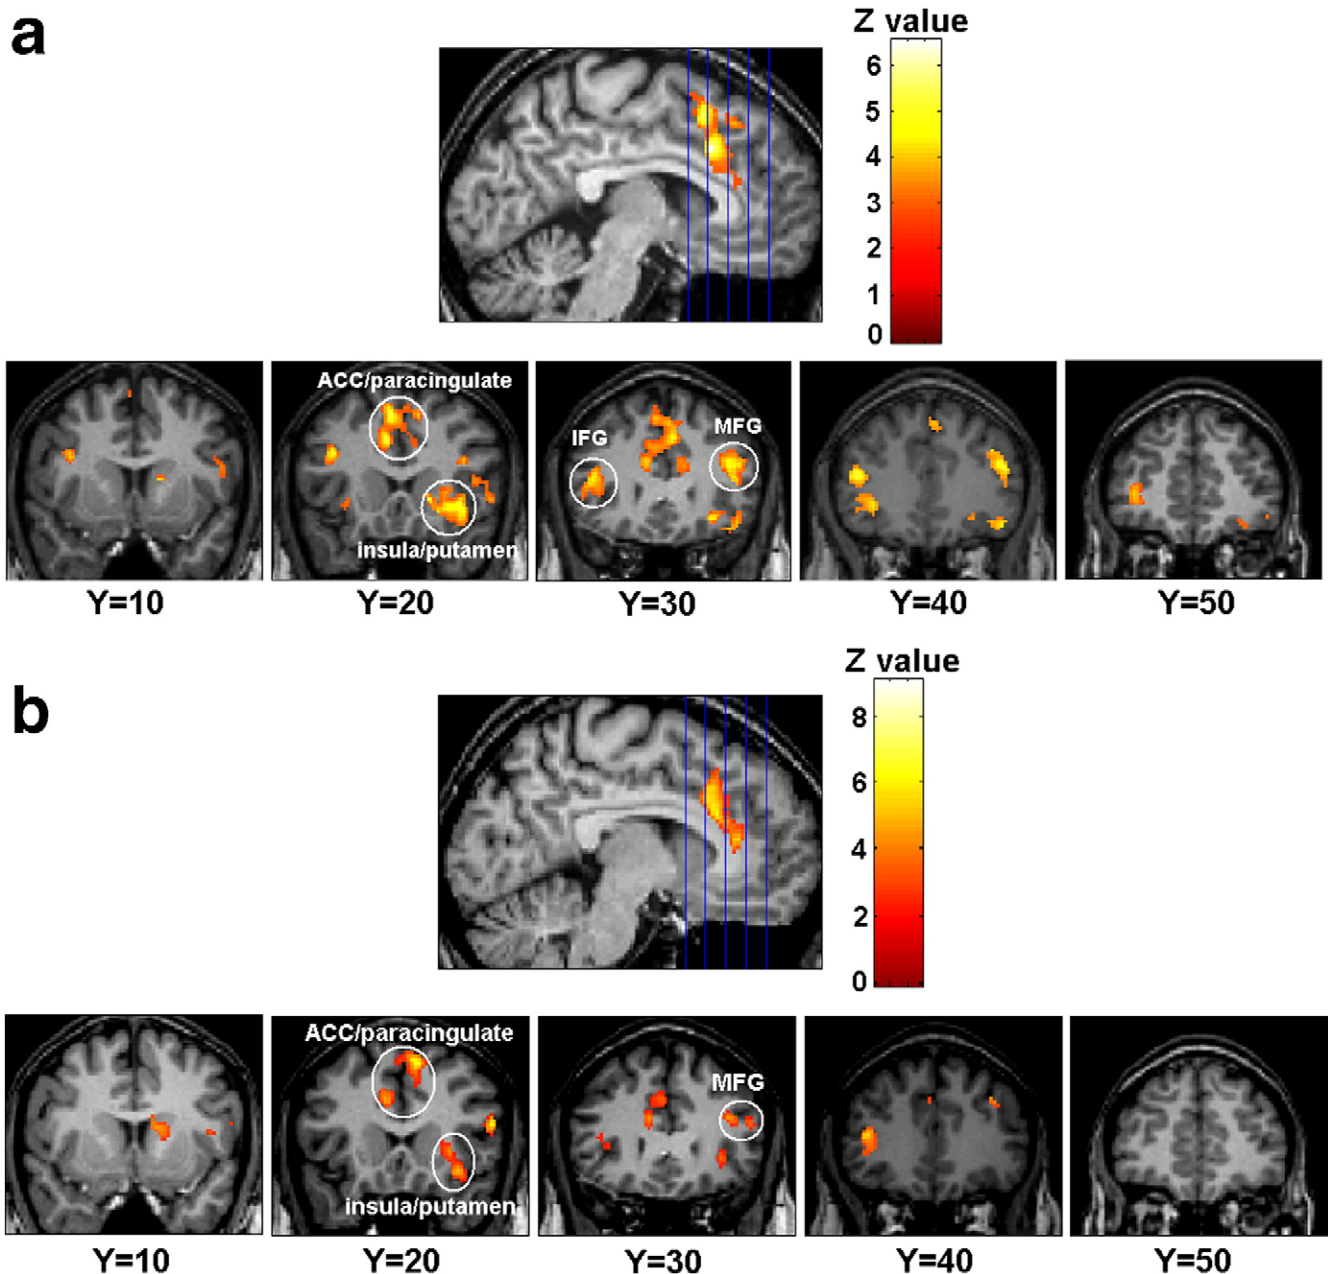 a
Z value
6
5
4
3
2
1
0
ACC/paracingulate
IFG
MFG
insula/putamen
Y=10
Y=20
Y=30
Y=40
Y=50
b
Z value
8
6
4
2
0
ACC/paracingulate
MFG
insula/putamen
Y=10
Y=20
Y=30
Y=40
Y=50